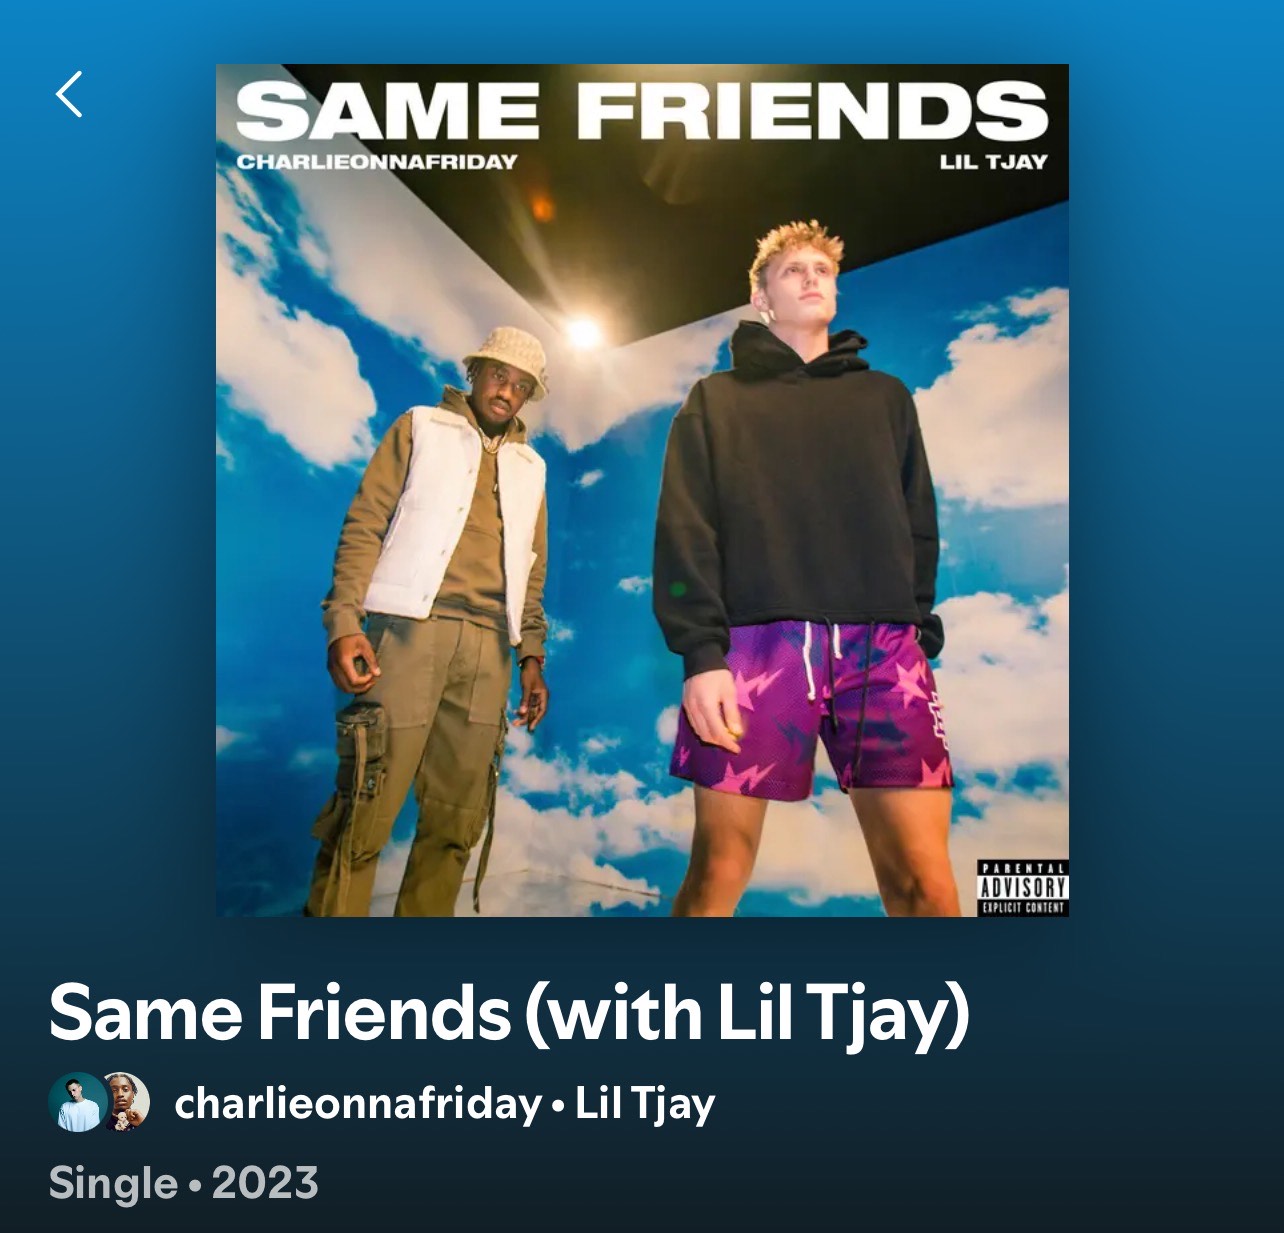 SAME FRIENDS
CHARLIEONNAFRIDAY LIL TJAY
PARENTAL
ADVISORY
EXPLICIT CONTENT
Same Friends (with Lil Tjay)
charlieonnafriday • Lil Tjay
Single • 2023